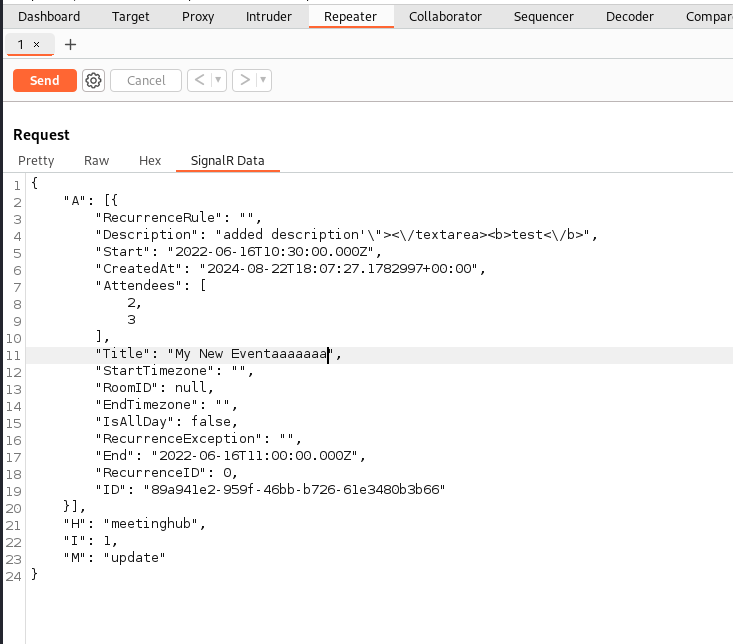 Dashboard Target Proxy Intruder Repeater Collaborator Sequencer Decoder Compar
1 × +
Send Cancel < >
Request
Pretty Raw Hex SignalR Data
1 {
2 "A": [{
3 "RecurrenceRule": "",
4 "Description": "added description'\"><\/textarea><b>test<\/b>",
5 "Start": "2022-06-16T10:30:00.000Z",
6 "CreatedAt": "2024-08-22T18:07:27.1782997+00:00",
7 "Attendees": [
8 2,
9 3
10 ],
11 "Title": "My New Eventaaaaaaa",
12 "StartTimezone": "",
13 "RoomID": null,
14 "EndTimezone": "",
15 "IsAllDay": false,
16 "RecurrenceException": "",
17 "End": "2022-06-16T11:00:00.000Z",
18 "RecurrenceID": 0,
19 "ID": "89a941e2-959f-46bb-b726-61e3480b3b66"
20 }],
21 "H": "meetinghub",
22 "I": 1,
23 "M": "update"
24 }